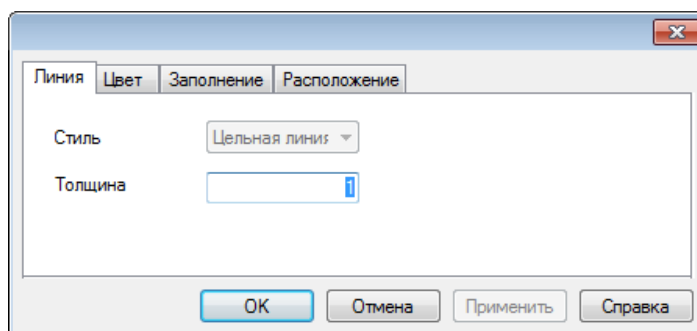 Линия Цвет Заполнение Расположение
Стиль Цельная линия
Толщина 1
OK Отмена Применить Справка